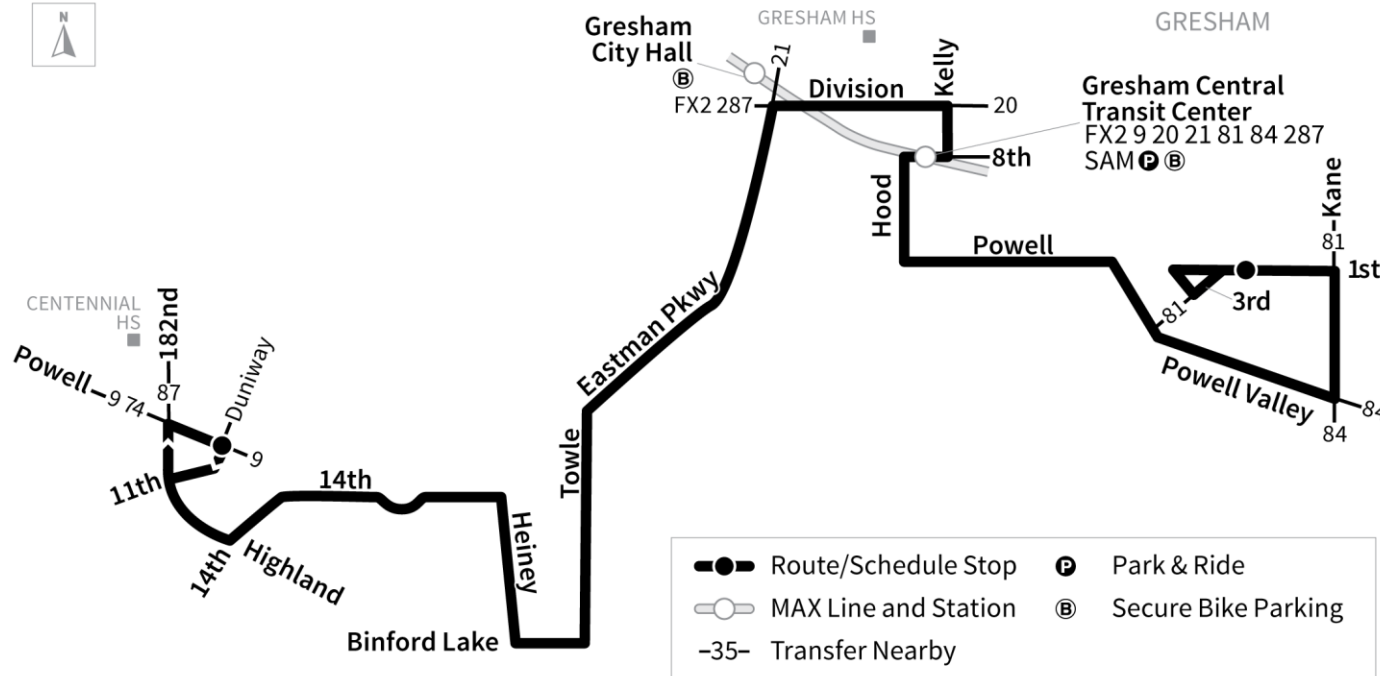 N
Gresham
City Hall
B
FX2 287
21
GRESHAM HS
Division
Kelly
20
GRESHAM
Gresham Central
Transit Center
FX2 9 20 21 81 84 287
SAM P B
8th
Hood
Powell
Kane
81
1st
3rd
81
Powell Valley
84
84
CENTENNIAL
HS
182nd
Powell
9 74
87
Duniway
9
11th
14th
Highland
14th
Heiney
Binford Lake
Towle
Eastman Pkwy
Route/Schedule Stop
P Park & Ride
MAX Line and Station
B Secure Bike Parking
–35– Transfer Nearby